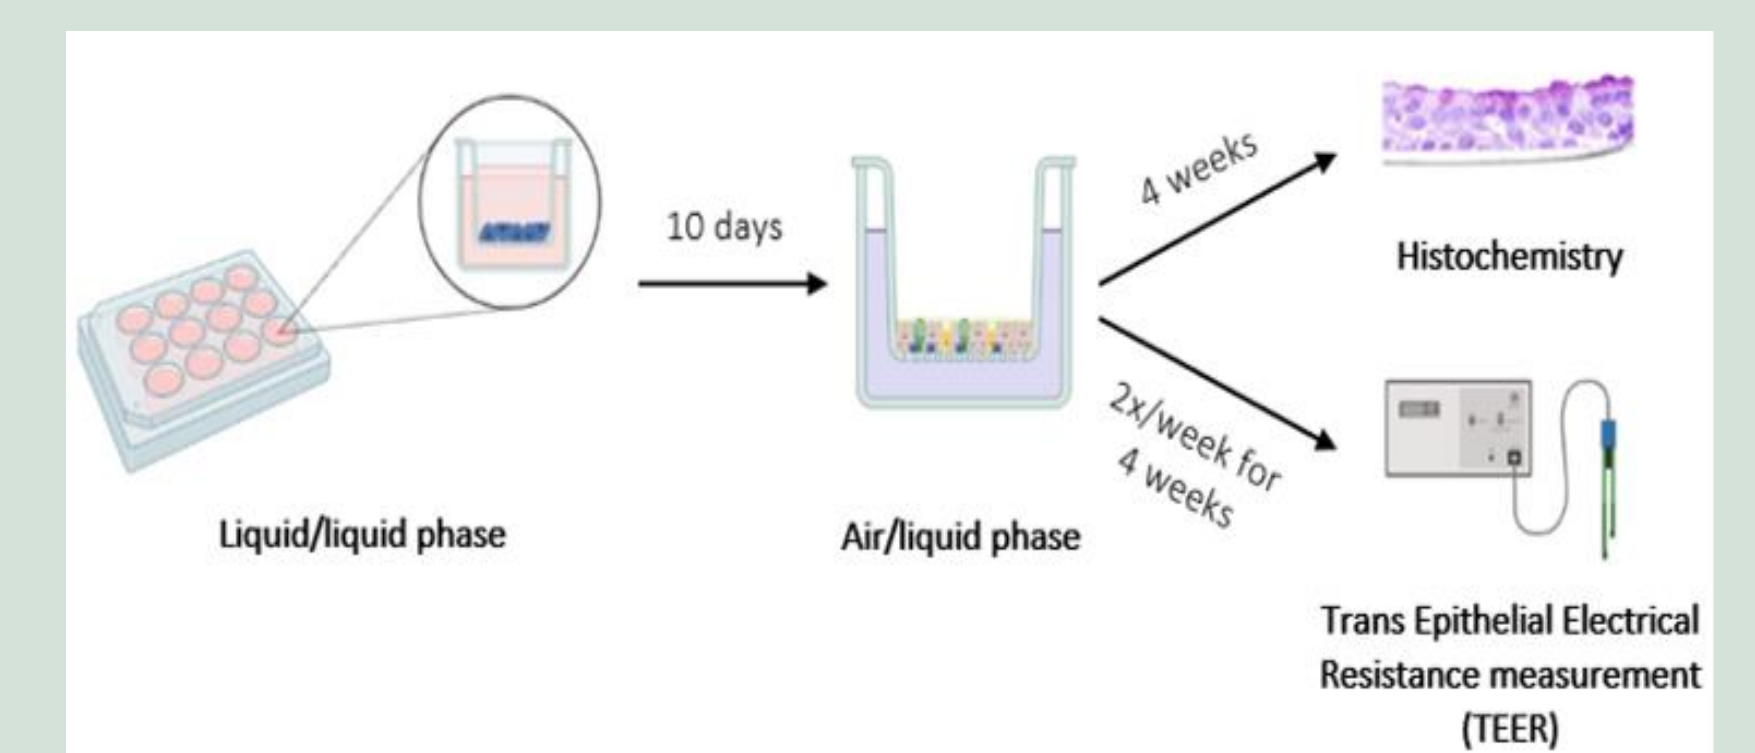 10 days
4 weeks
Histochemistry
2x/week for
4 weeks
Liquid/liquid phase
Air/liquid phase
Trans Epithelial Electrical
Resistance measurement
(TEER)